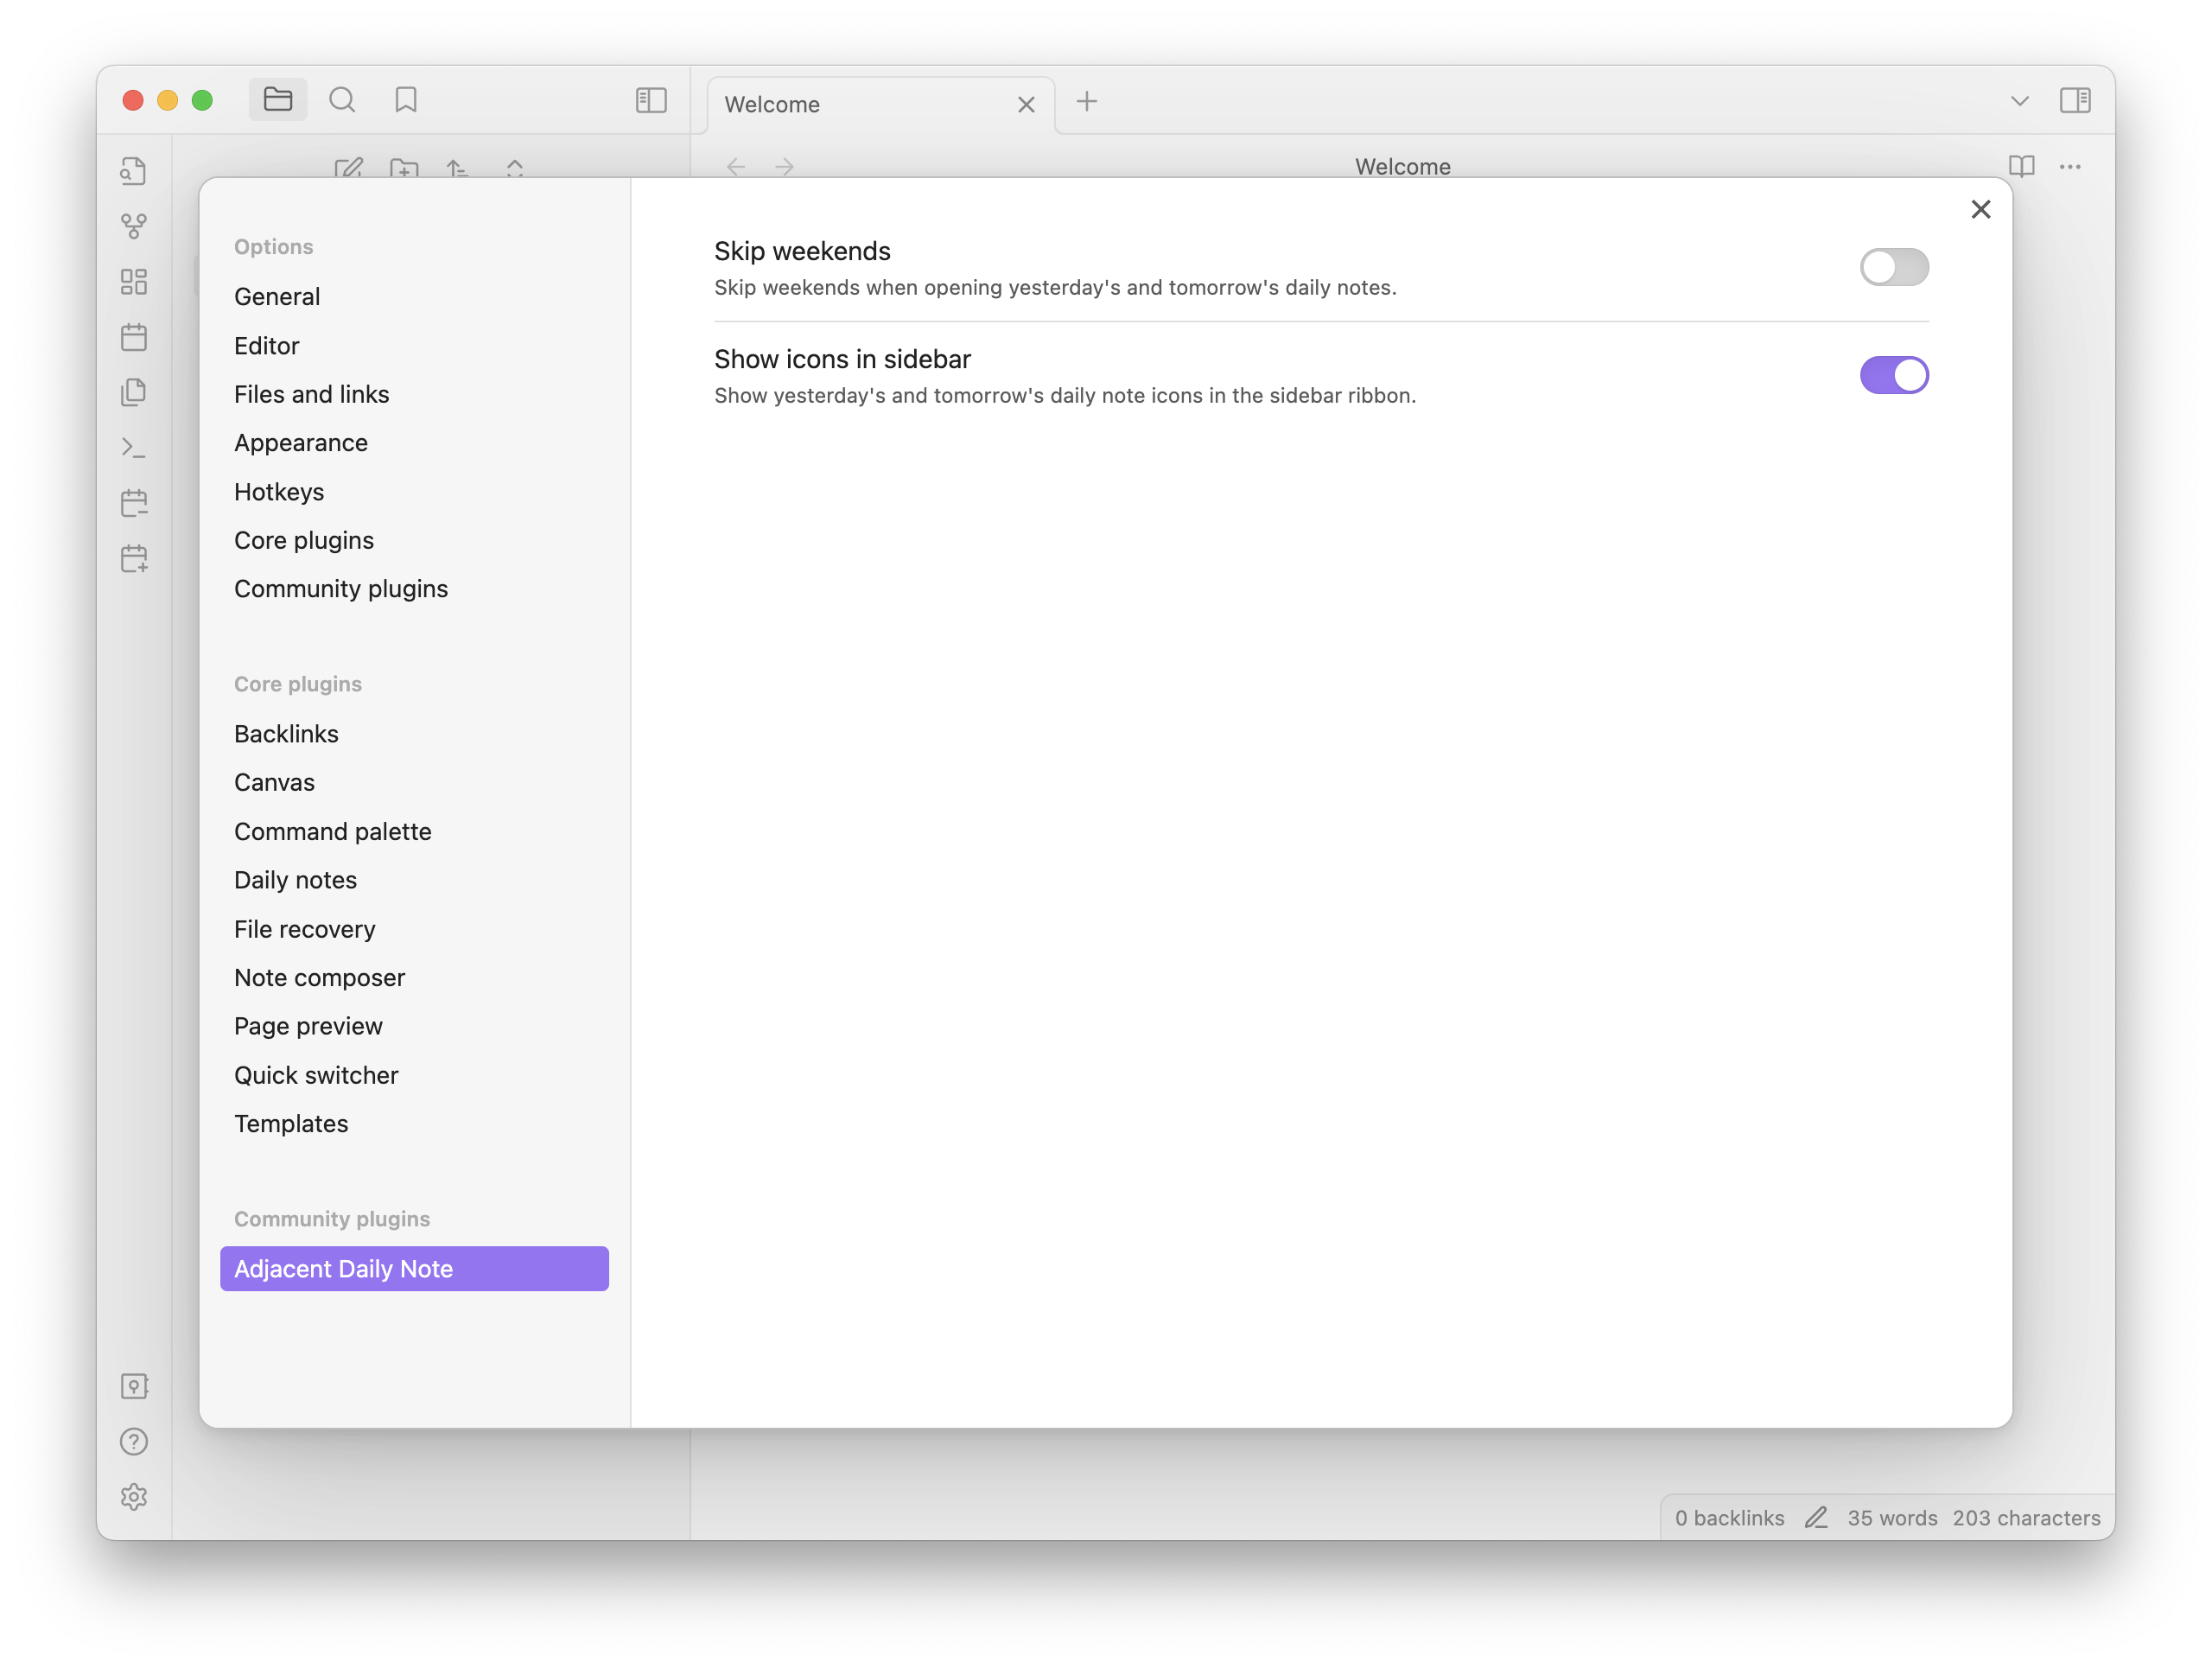 Welcome
Welcome
Options
General
Editor
Files and links
Appearance
Hotkeys
Core plugins
Community plugins
Core plugins
Backlinks
Canvas
Command palette
Daily notes
File recovery
Note composer
Page preview
Quick switcher
Templates
Community plugins
Adjacent Daily Note
Skip weekends
Skip weekends when opening yesterday's and tomorrow's daily notes.
Show icons in sidebar
Show yesterday's and tomorrow's daily note icons in the sidebar ribbon.
0 backlinks 35 words 203 characters